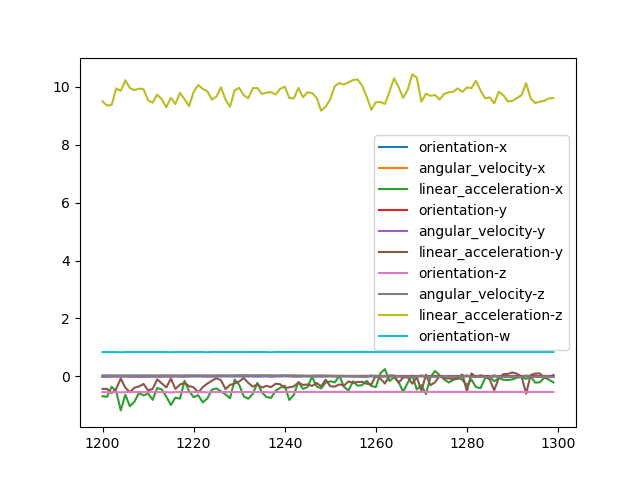 10
8
6
4
2
0
1200
1220
1240
1260
1280
1300
orientation-x
angular_velocity-x
linear_acceleration-x
orientation-y
angular_velocity-y
linear_acceleration-y
orientation-z
angular_velocity-z
linear_acceleration-z
orientation-w